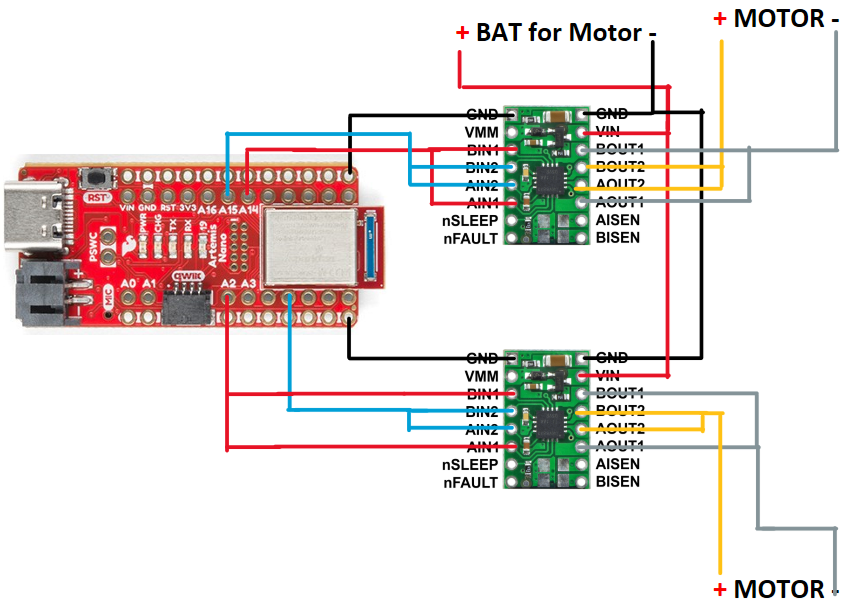 + MOTOR -
+ BAT for Motor -
GND
VMM
BIN1
BIN2
AIN2
AIN1
nSLEEP
nFAULT
GND
VIN
BOUT1
BOUT2
AOUT2
AOUT1
AISEN
BISEN
RST
VIN GND RST 3V3 A16 A15 A14
PSWC
PWR
CHG
TX
RX
19
Artemis
Nano
qwiic
+
-
MIC
A0 A1 A2 A3
GND
VMM
BIN1
BIN2
AIN2
AIN1
nSLEEP
nFAULT
GND
VIN
BOUT1
BOUT2
AOUT2
AOUT1
AISEN
BISEN
+ MOTOR -